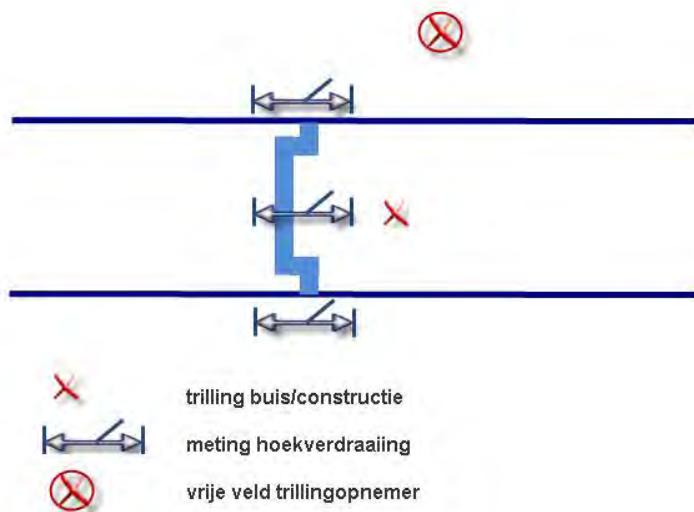 trilling buis/constructie
meting hoekverdraaiing
vrije veld trillingopnemer